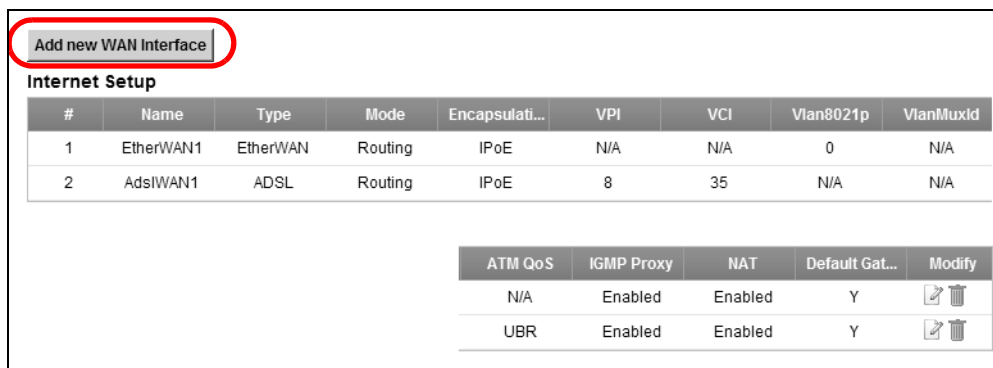 Add new WAN Interface
Internet Setup
# Name Type Mode Encapsulati... VPI VCI Vlan8021p VlanMuxId
1 EtherWAN1 EtherWAN Routing IPoE N/A N/A 0 N/A
2 AdslWAN1 ADSL Routing IPoE 8 35 N/A N/A
ATM QoS IGMP Proxy NAT Default Gat... Modify
N/A Enabled Enabled Y
UBR Enabled Enabled Y